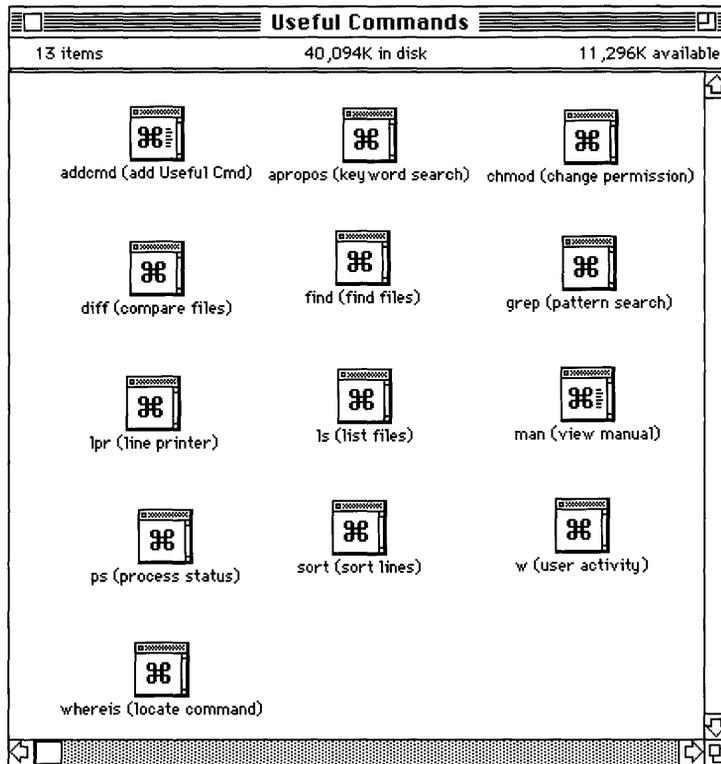 Useful Commands
13 items 40,094K in disk 11,296K available
addcmd (add Useful Cmd) apropos (key word search) chmod (change permission)
diff (compare files) find (find files) grep (pattern search)
lpr (line printer) ls (list files) man (view manual)
ps (process status) sort (sort lines) w (user activity)
whereis (locate command)